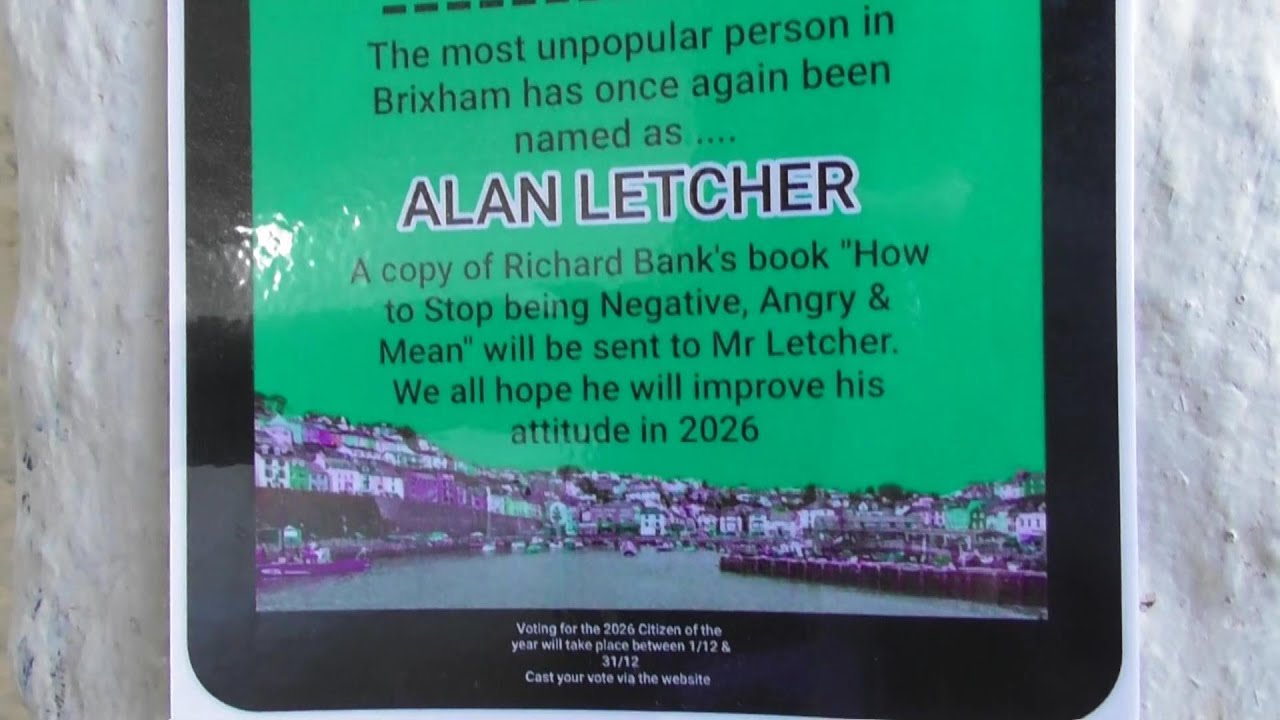 The most unpopular person in
Brixham has once again been
named as ....
ALAN LETCHER
A copy of Richard Bank's book "How
to Stop being Negative, Angry &
Mean" will be sent to Mr Letcher.
We all hope he will improve his
attitude in 2026
Voting for the 2026 Citizen of the
year will take place between 1/12 &
31/12
Cast your vote via the website